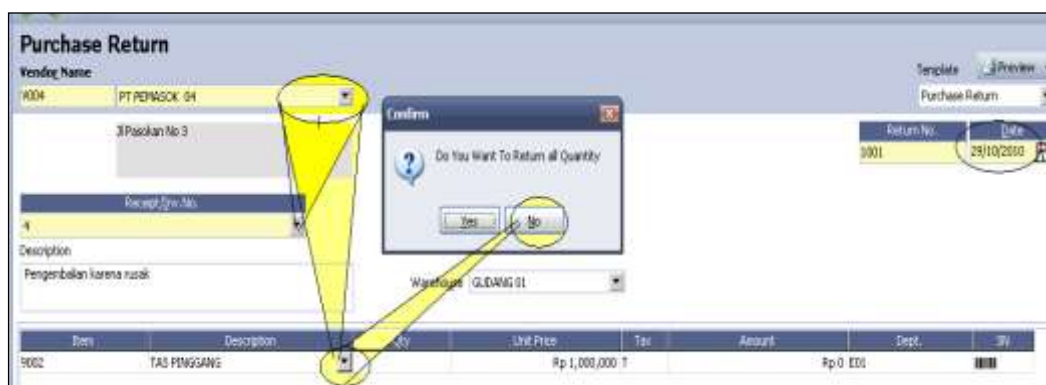 Purchase Return
Vendor Name
Template
Preview
V004
PT PEMASOK 04
Purchase Return
Confirm
Jl Pasokan No 3
Return No.
Date
Do You Want To Return all Quantity
1001
29/10/2010
Receipt/Inv No.
Yes
No
4
Description
Pengembalian karena rusak
Warehouse
GUDANG 01
Item
Description
Qty
Unit Price
Tax
Amount
Dept.
SN
TAS PINGGANG
Rp 1,000,000
T
Rp 0
E01